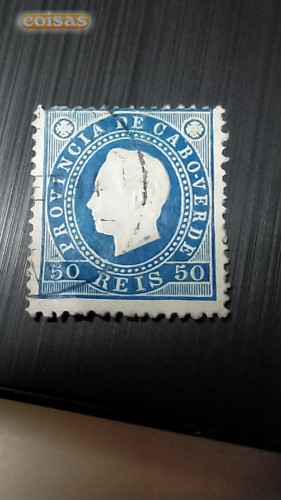 coisas
PROVINCIA DE CABO-VERDE
50 REIS 50